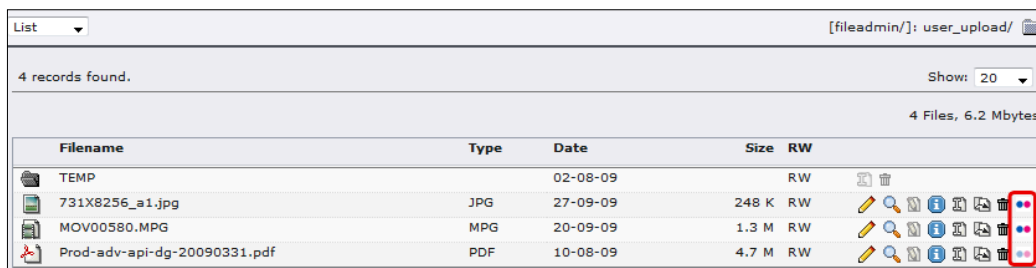 List [fileadmin/]: user_upload/
4 records found. Show: 20
4 Files, 6.2 Mbytes
Filename Type Date Size RW
TEMP 02-08-09 RW
731X8256_a1.jpg JPG 27-09-09 248 K RW
MOV00580.MPG MPG 20-09-09 1.3 M RW
Prod-adv-api-dg-20090331.pdf PDF 10-08-09 4.7 M RW